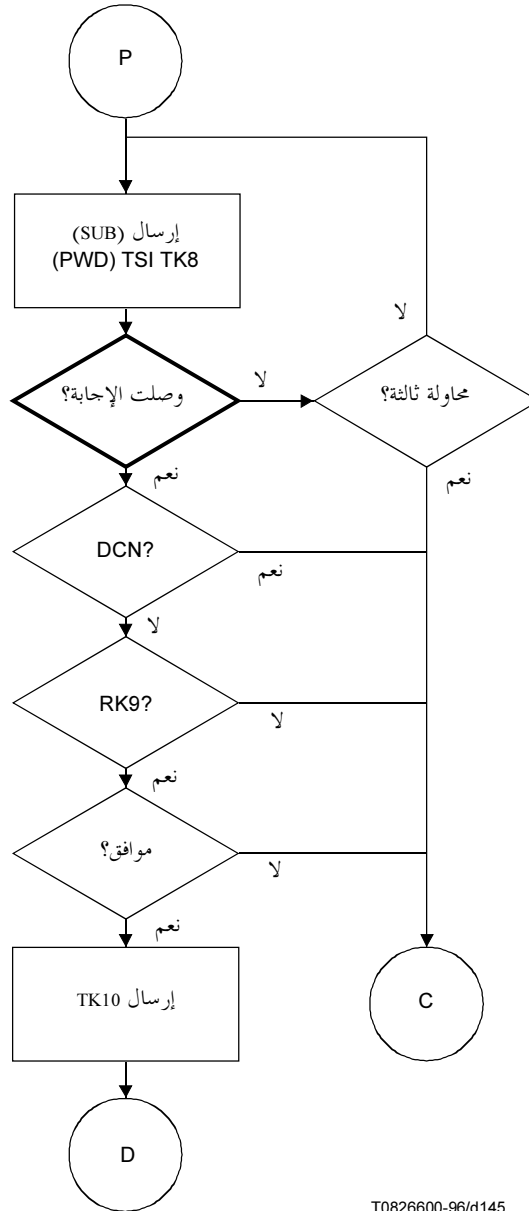 P
إرسال (SUB)
(PWD) TSI TK8
وصلت الإجابة؟
لا
محاولة ثالثة؟
لا
نعم
نعم
DCN?
نعم
لا
RK9?
لا
نعم
موافق؟
لا
نعم
إرسال TK10
C
D
T0826600-96/d145